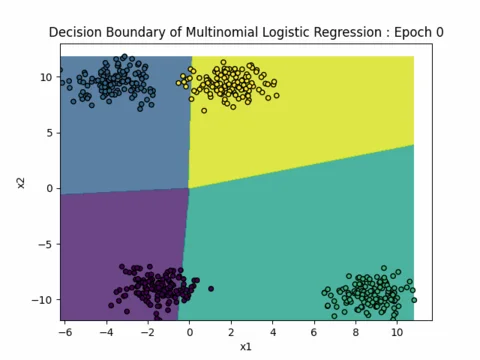 Decision Boundary of Multinomial Logistic Regression : Epoch 0
10
5
0
−5
−10
x2
−6 −4 −2 0 2 4 6 8 10
x1